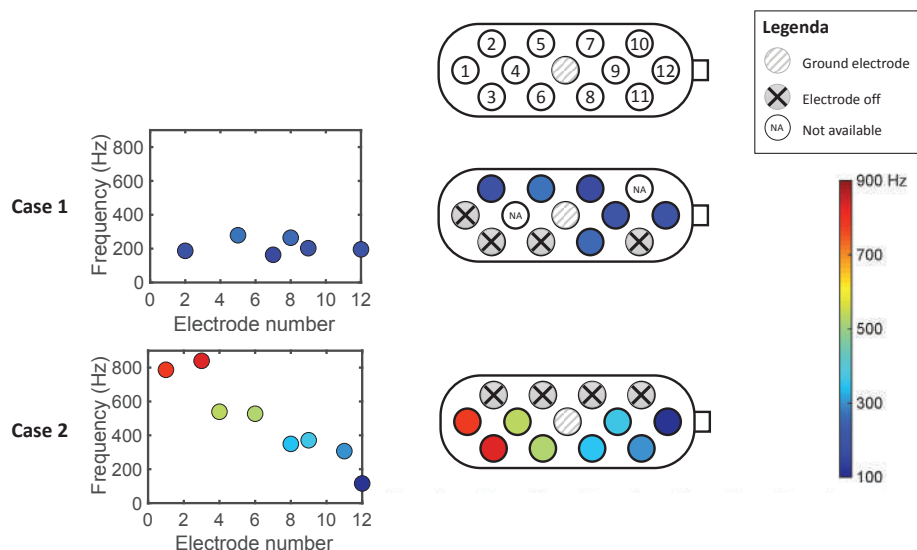 Legenda
Ground electrode
Electrode off
NA Not available
2 5 7 10
1 4 9 12
3 6 8 11
Case 1
Frequency (Hz)
800
600
400
200
0
0 2 4 6 8 10 12
Electrode number
NA
NA
900 Hz
700
500
300
100
Case 2
Frequency (Hz)
800
600
400
200
0
0 2 4 6 8 10 12
Electrode number